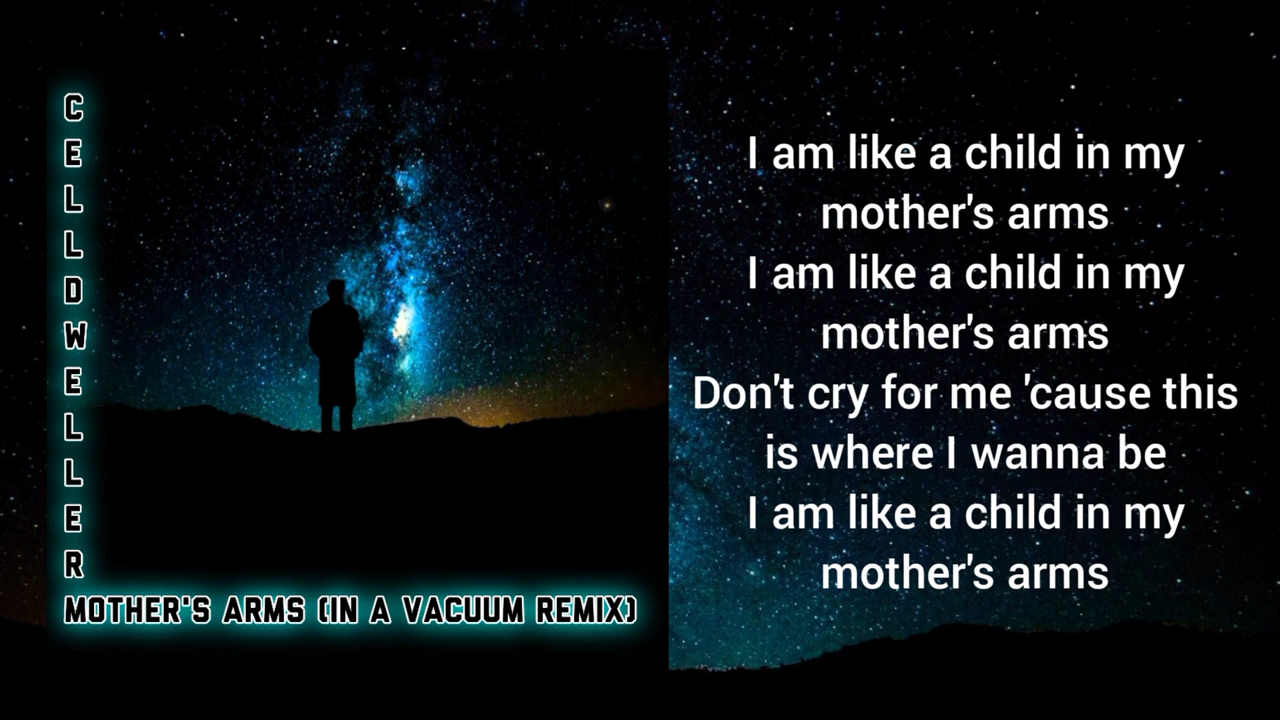 CELLDWELLER
MOTHER'S ARMS (IN A VACUUM REMIX)
I am like a child in my
mother's arms
I am like a child in my
mother's arms
Don't cry for me 'cause this
is where I wanna be
I am like a child in my
mother's arms